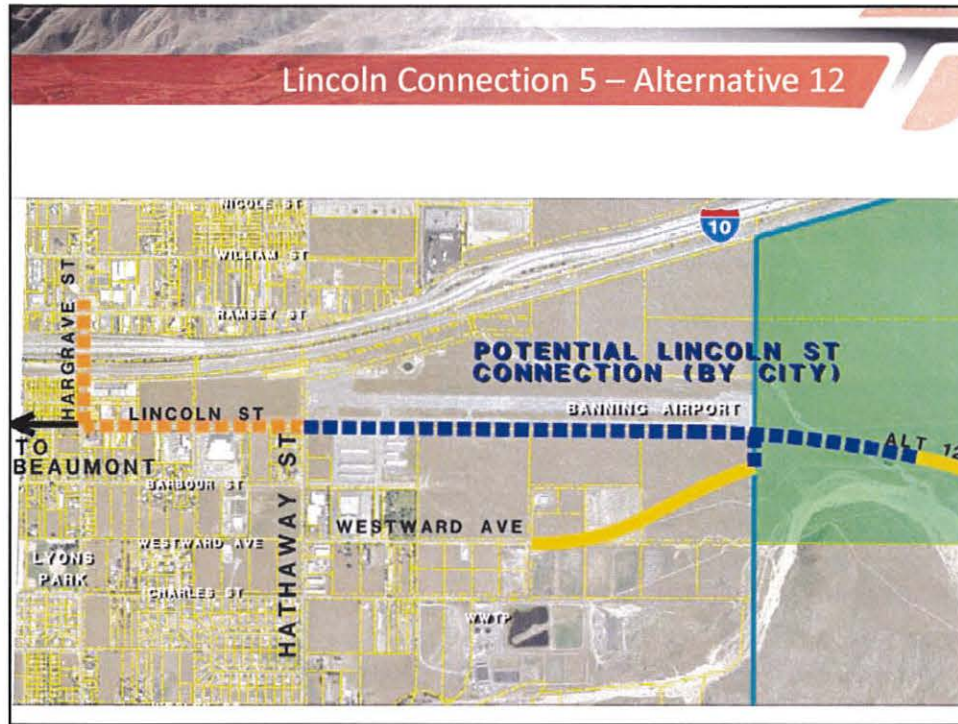 Lincoln Connection 5 – Alternative 12
NICOLE ST
10
WILLIAM ST
HARGRAVE ST
RAMSEY ST
POTENTIAL LINCOLN ST
CONNECTION (BY CITY)
LINCOLN ST
BANNING AIRPORT
TO
BEAUMONT
ALT 12
BARBOUR ST
HATHAWAY ST
WESTWARD AVE
WESTWARD AVE
LYONS
PARK
CHARLES ST
WWTP